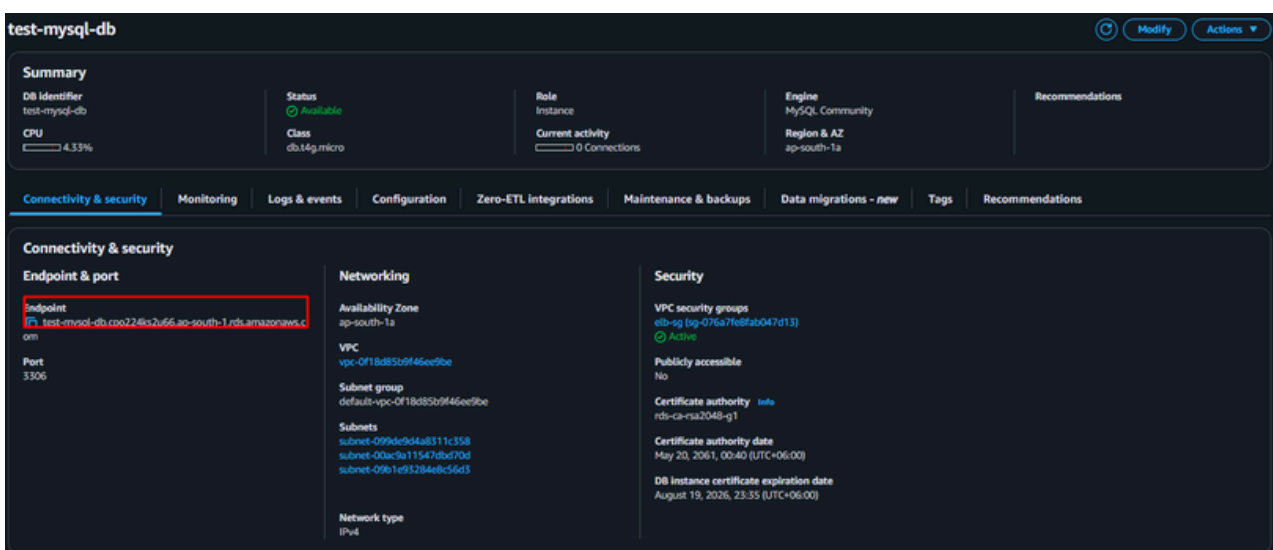 test-mysql-db
Modify
Actions
Summary
DB identifier
test-mysql-db
Status
Available
Role
Instance
Engine
MySQL Community
Recommendations
CPU
4.33%
Class
db.t4g.micro
Current activity
0 Connections
Region & AZ
ap-south-1a
Connectivity & security
Monitoring
Logs & events
Configuration
Zero-ETL integrations
Maintenance & backups
Data migrations - new
Tags
Recommendations
Connectivity & security
Endpoint & port
Endpoint
test-mysql-db.cpo224ks2u66.ap-south-1.rds.amazonaws.c
om
Port
3306
Networking
Availability Zone
ap-south-1a
VPC
vpc-0f18d85b9f46ee9be
Subnet group
default-vpc-0f18d85b9f46ee9be
Subnets
subnet-099de9d4a8311c358
subnet-00ac9a11547dbd70d
subnet-09b1e93284e8c56d3
Network type
IPv4
Security
VPC security groups
elb-sg (sg-076a7fe8fab047d13)
Active
Publicly accessible
No
Certificate authority Info
rds-ca-rsa2048-g1
Certificate authority date
May 20, 2061, 00:40 (UTC+06:00)
DB instance certificate expiration date
August 19, 2026, 23:35 (UTC+06:00)